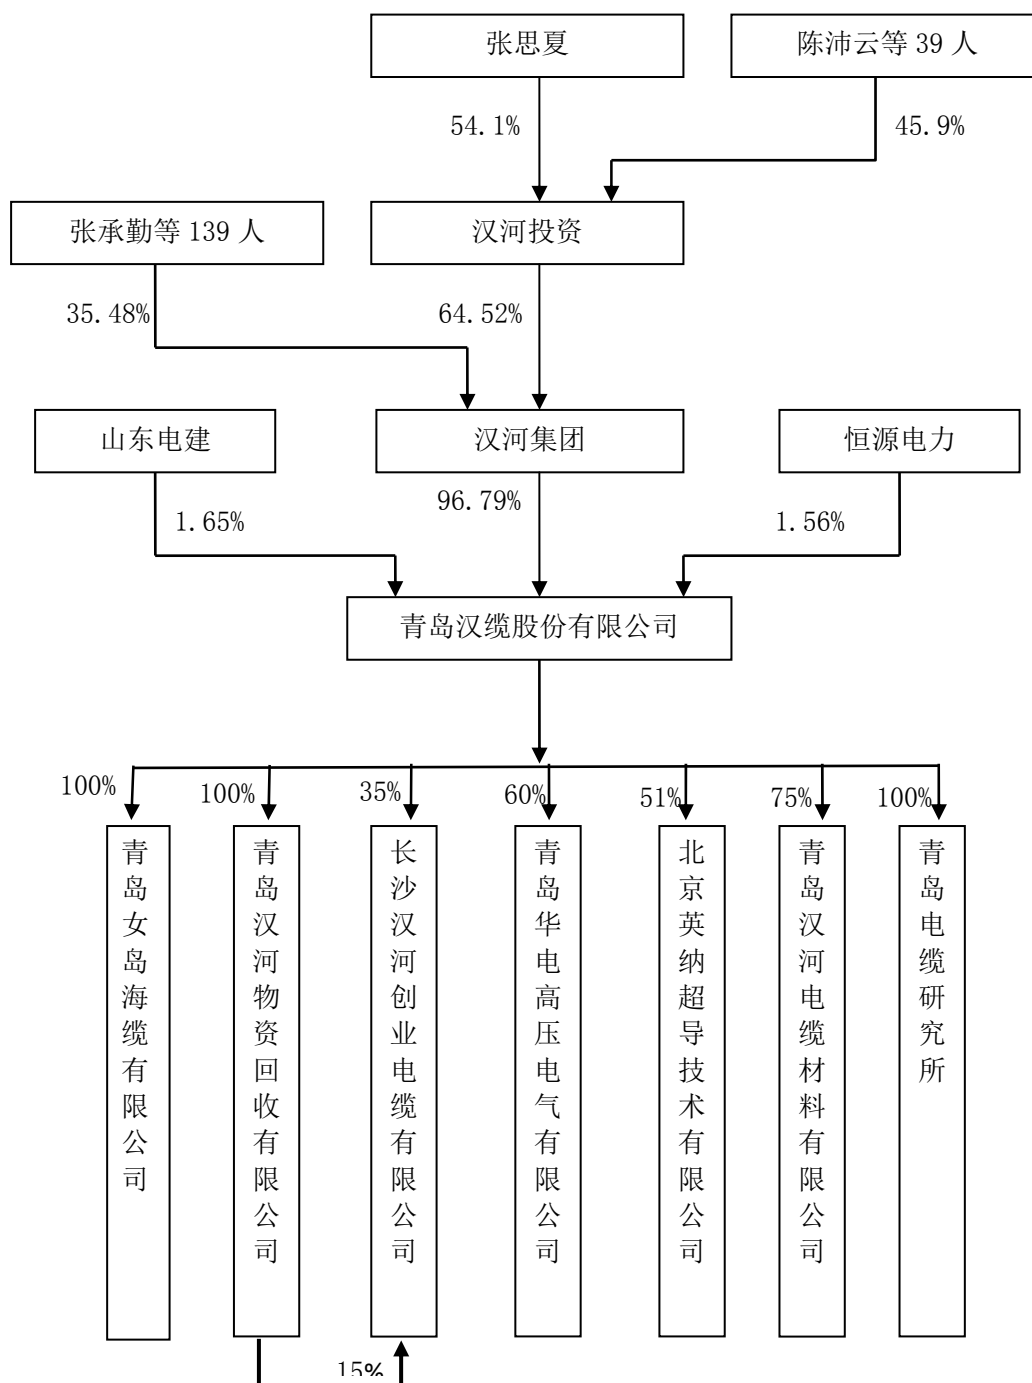 张思夏
陈沛云等 39 人
54.1%
45.9%
张承勤等 139 人
汉河投资
35.48%
64.52%
山东电建
汉河集团
恒源电力
1.65%
96.79%
1.56%
青岛汉缆股份有限公司
100%
100%
35%
60%
51%
75%
100%
青岛女岛海缆有限公司
青岛汉河物资回收有限公司
长沙汉河创业电缆有限公司
青岛华电高压电气有限公司
北京英纳超导技术有限公司
青岛汉河电缆材料有限公司
青岛电缆研究所
15%